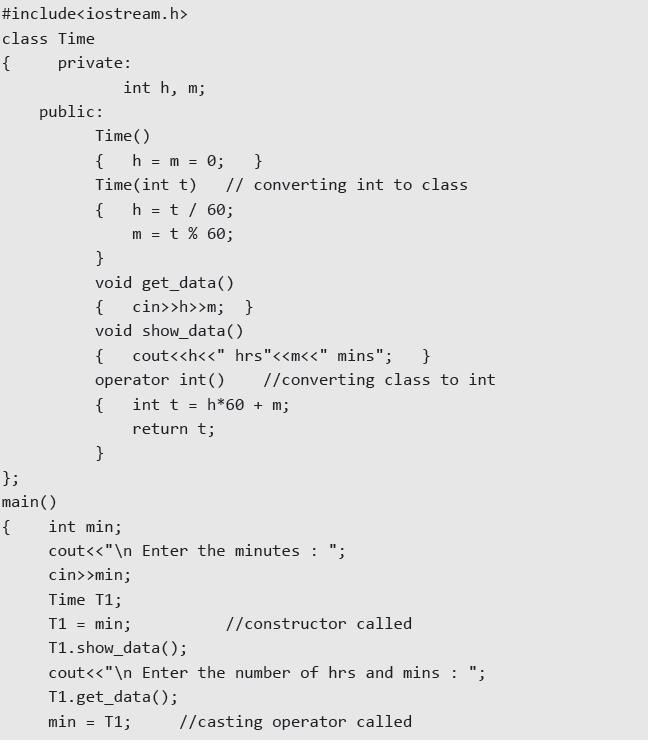 #include<iostream.h>
class Time
{     private:
             int h, m;
    public:
          Time()
          {   h = m = 0;   }
          Time(int t)   // converting int to class
          {   h = t / 60;
              m = t % 60;
          }
          void get_data()
          {   cin>>h>>m;  }
          void show_data()
          {   cout<<h<<" hrs"<<m<<" mins";   }
          operator int()    //converting class to int
          {   int t = h*60 + m;
              return t;
          }
};
main()
{    int min;
     cout<<"\n Enter the minutes : ";
     cin>>min;
     Time T1;
     T1 = min;          //constructor called
     T1.show_data();
     cout<<"\n Enter the number of hrs and mins : ";
     T1.get_data();
     min = T1;     //casting operator called